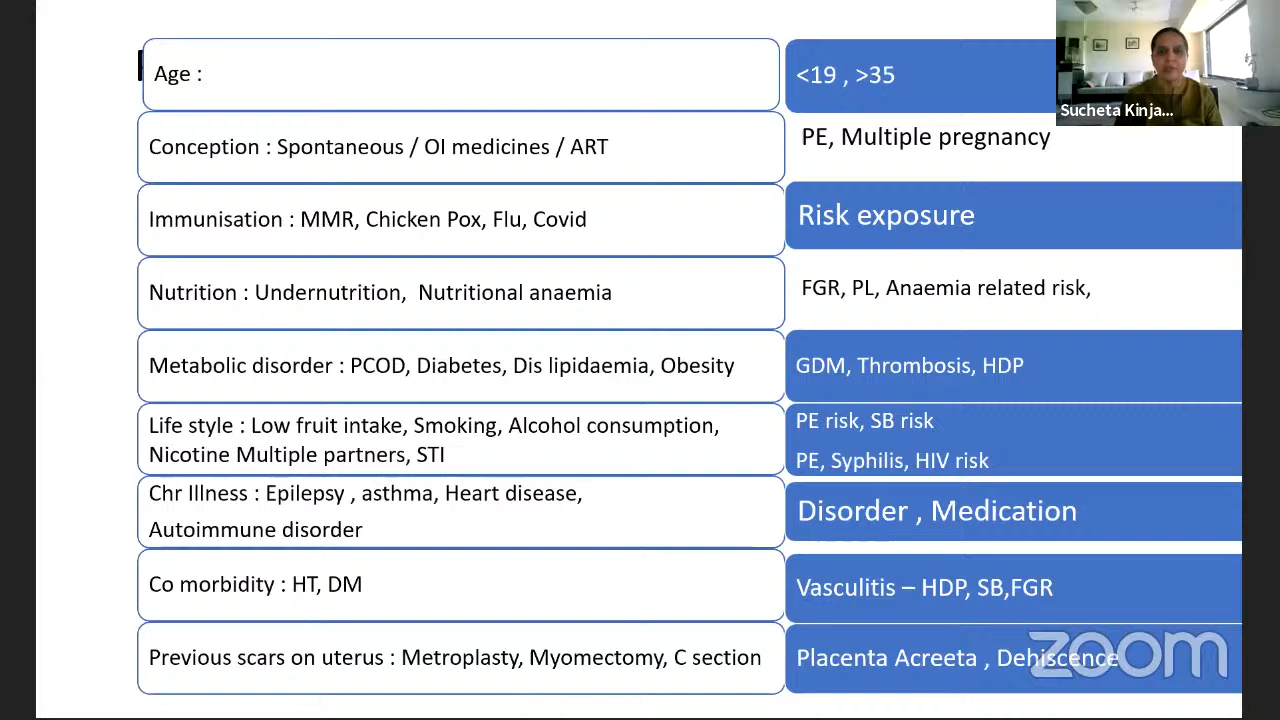 Age :
<19 , >35
Sucheta Kinja...
Conception : Spontaneous / OI medicines / ART
PE, Multiple pregnancy
Immunisation : MMR, Chicken Pox, Flu, Covid
Risk exposure
Nutrition : Undernutrition, Nutritional anaemia
FGR, PL, Anaemia related risk,
Metabolic disorder : PCOD, Diabetes, Dis lipidaemia, Obesity
GDM, Thrombosis, HDP
Life style : Low fruit intake, Smoking, Alcohol consumption,
Nicotine Multiple partners, STI
PE risk, SB risk
PE, Syphilis, HIV risk
Chr Illness : Epilepsy , asthma, Heart disease,
Autoimmune disorder
Disorder , Medication
Co morbidity : HT, DM
Vasculitis – HDP, SB,FGR
Previous scars on uterus : Metroplasty, Myomectomy, C section
Placenta Acreeta , Dehiscence
zoom